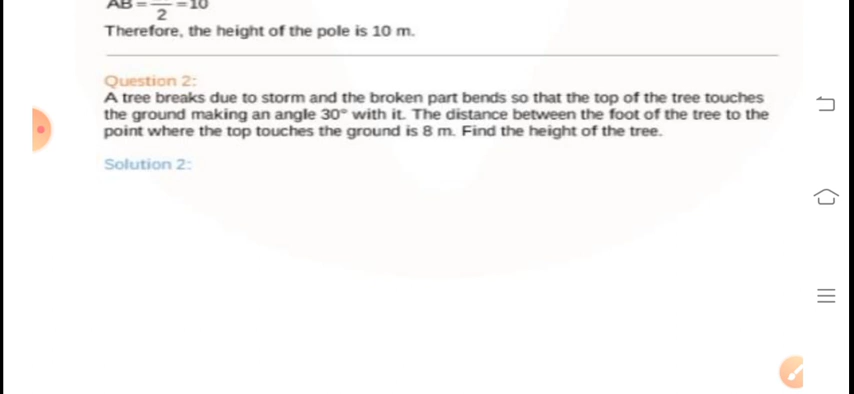 AB = — = 10
2
Therefore, the height of the pole is 10 m.
Question 2:
A tree breaks due to storm and the broken part bends so that the top of the tree touches
the ground making an angle 30° with it. The distance between the foot of the tree to the
point where the top touches the ground is 8 m. Find the height of the tree.
Solution 2: